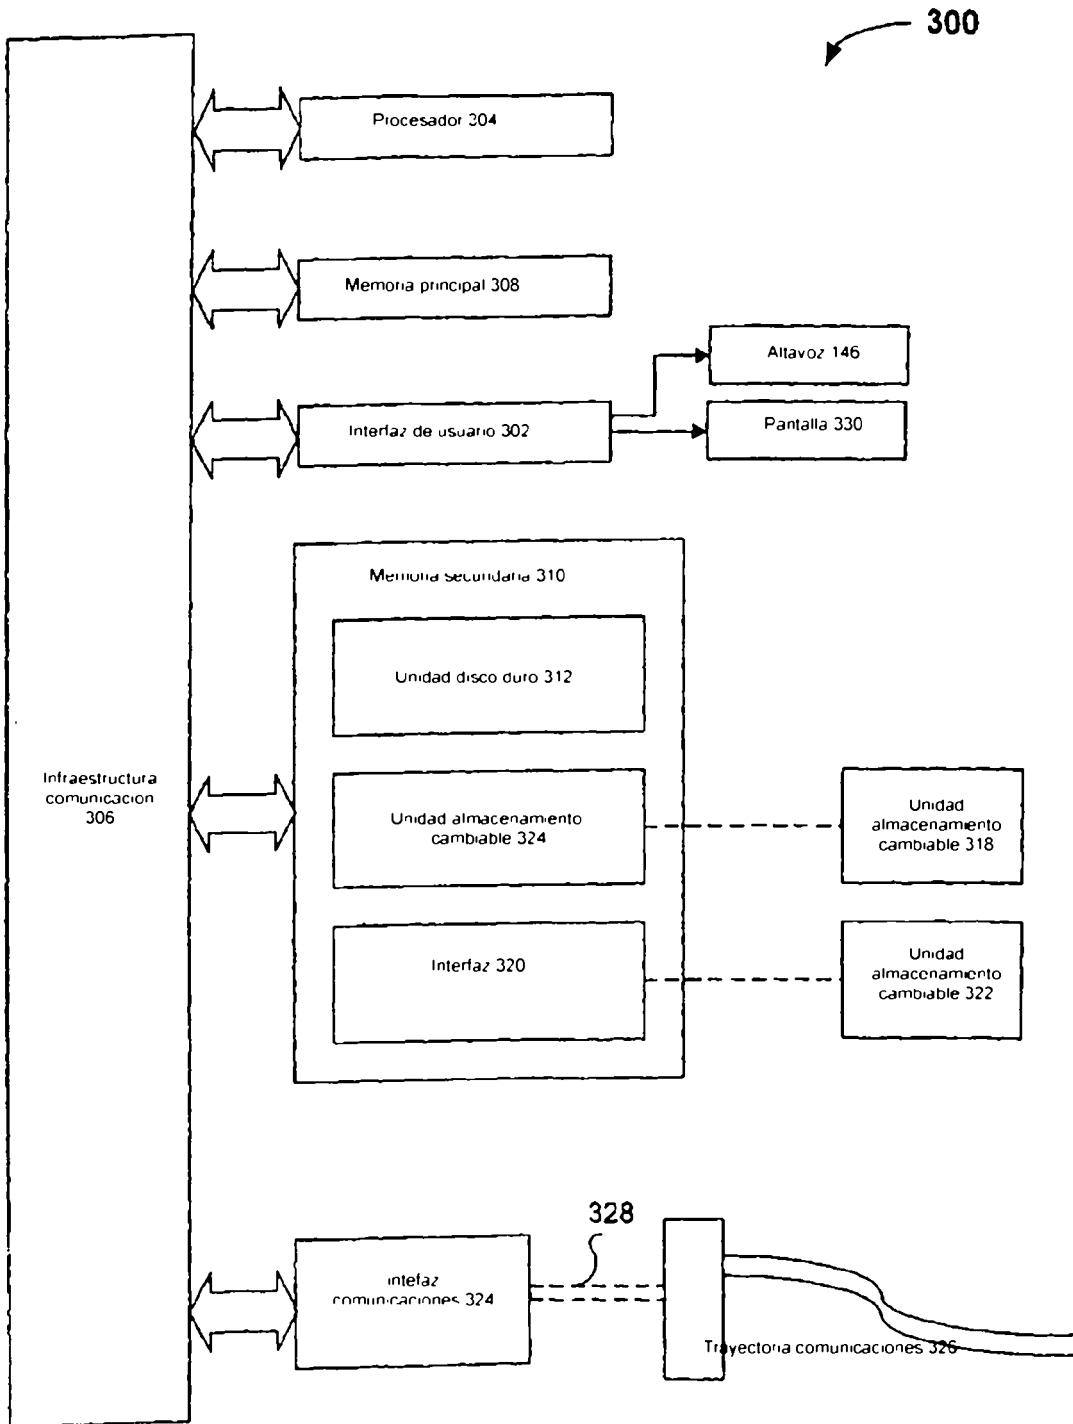 300
Procesador 304
Memoria principal 308
Altavoz 146
Interfaz de usuario 302
Pantalla 330
Memoria secundaria 310
Unidad disco duro 312
Infraestructura
comunicacion
306
Unidad almacenamiento
cambiable 324
Unidad
almacenamiento
cambiable 318
Interfaz 320
Unidad
almacenamiento
cambiable 322
328
Intefaz
comunicaciones 324
Trayectoria comunicaciones 326